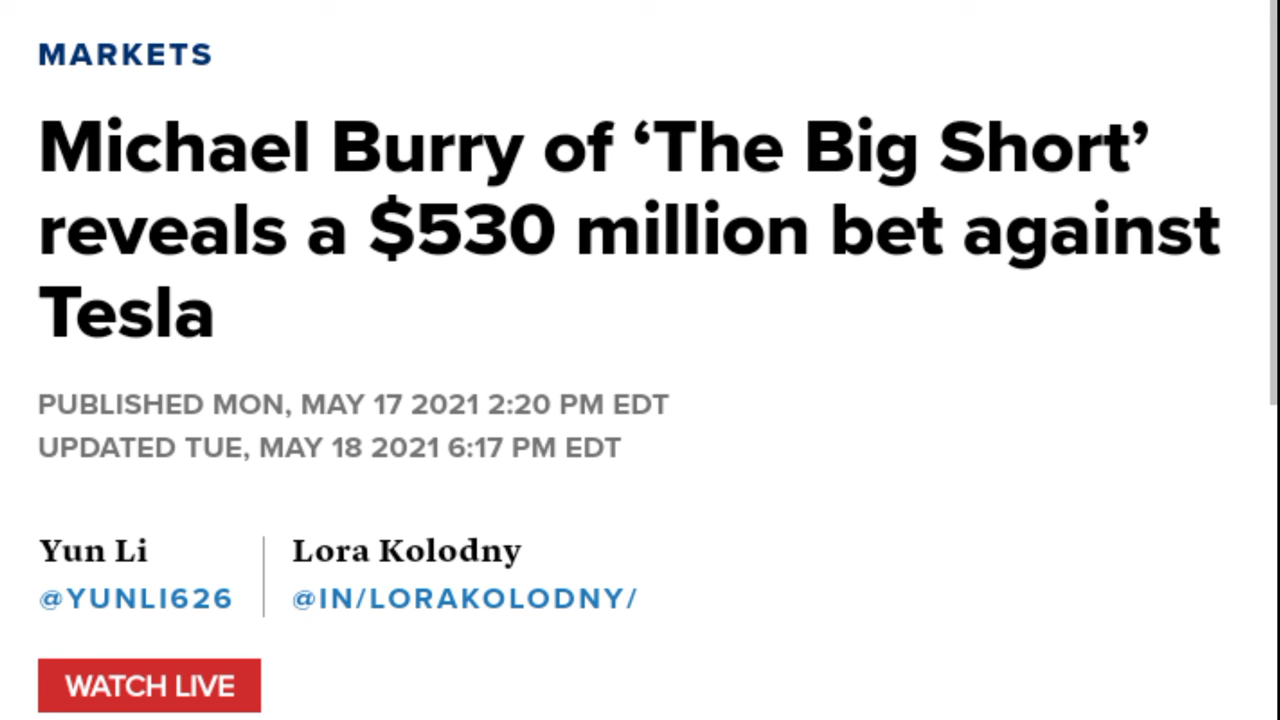 MARKETS
Michael Burry of ‘The Big Short’
reveals a $530 million bet against
Tesla
PUBLISHED MON, MAY 17 2021 2:20 PM EDT
UPDATED TUE, MAY 18 2021 6:17 PM EDT
Yun Li
@YUNLI626
Lora Kolodny
@IN/LORAKOLODNY/
WATCH LIVE